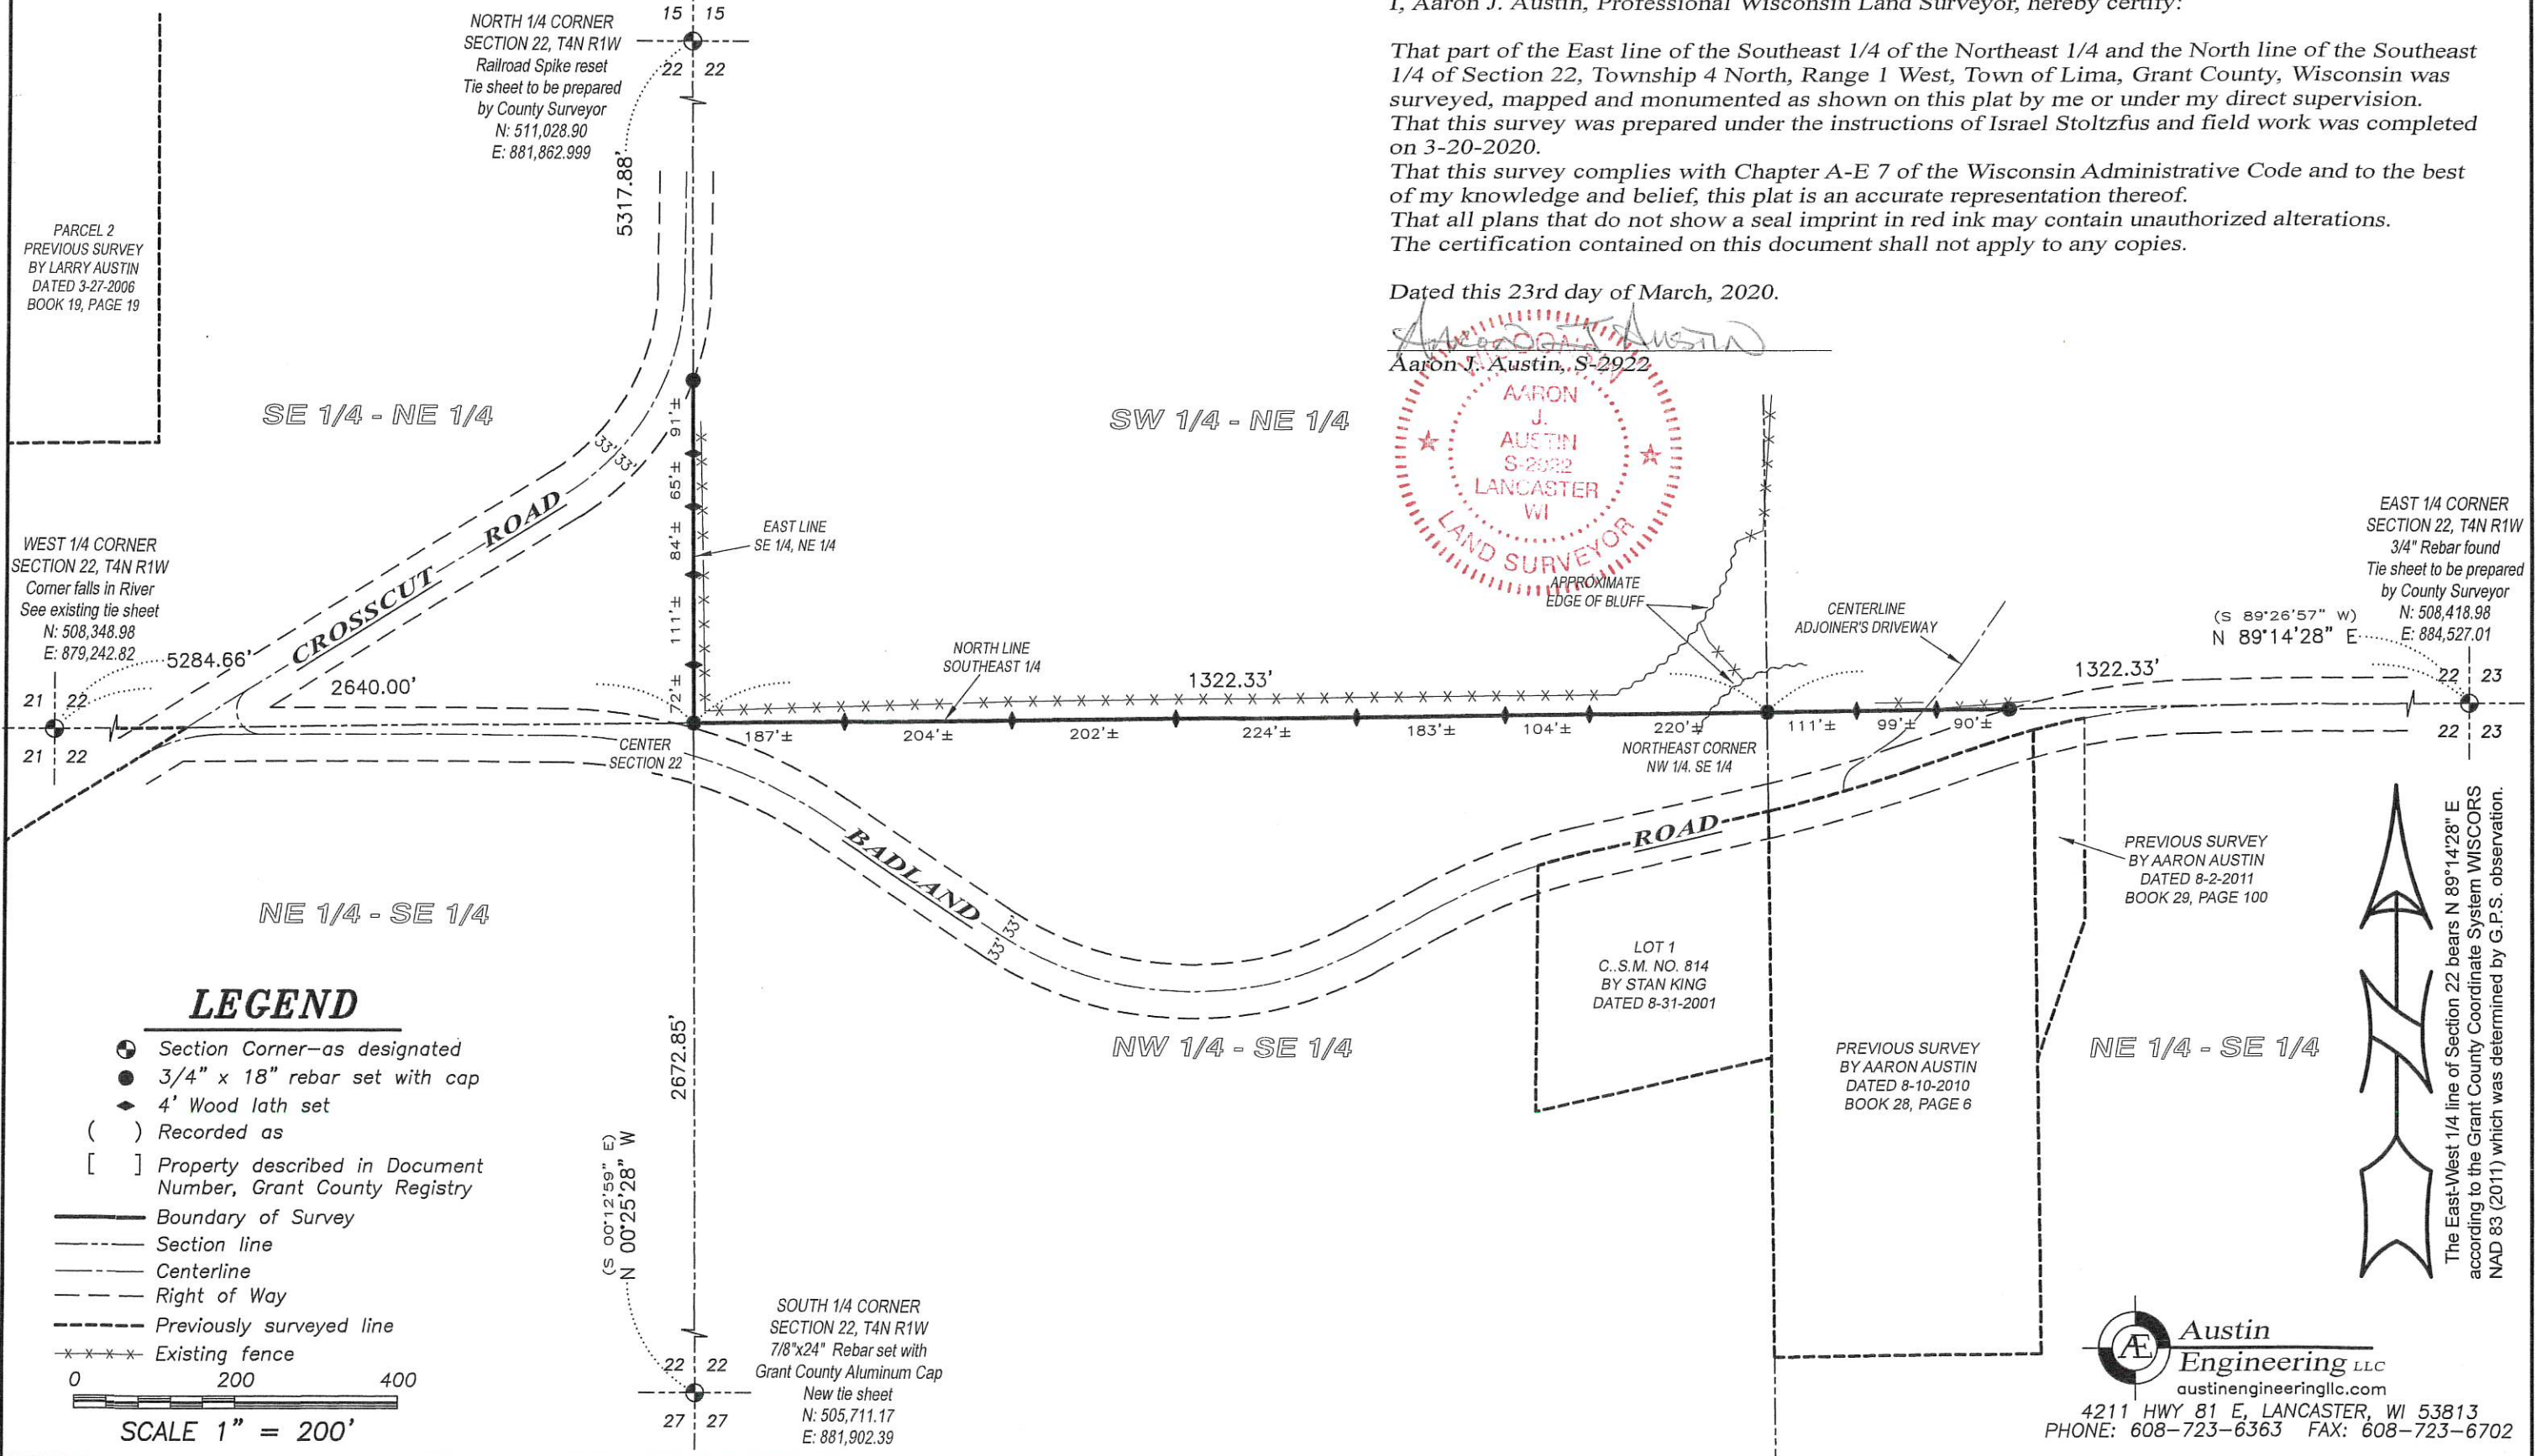 NORTH 1/4 CORNER
SECTION 22, T4N R1W
Railroad Spike reset
Tie sheet to be prepared
by County Surveyor
N: 511,028.90
E: 881,862.999
15 15
22 22
5317.88'
I, Aaron J. Austin, Professional Wisconsin Land Surveyor, hereby certify:
That part of the East line of the Southeast 1/4 of the Northeast 1/4 and the North line of the Southeast
1/4 of Section 22, Township 4 North, Range 1 West, Town of Lima, Grant County, Wisconsin was
surveyed, mapped and monumented as shown on this plat by me or under my direct supervision.
That this survey was prepared under the instructions of Israel Stoltzfus and field work was completed
on 3-20-2020.
That this survey complies with Chapter A-E 7 of the Wisconsin Administrative Code and to the best
of my knowledge and belief, this plat is an accurate representation thereof.
That all plans that do not show a seal imprint in red ink may contain unauthorized alterations.
The certification contained on this document shall not apply to any copies.
Dated this 23rd day of March, 2020.
Aaron J Austin
Aaron J. Austin, S-2922
WISCONSIN
AARON
J.
AUSTIN
S-2922
LANCASTER
WI
LAND SURVEYOR
PARCEL 2
PREVIOUS SURVEY
BY LARRY AUSTIN
DATED 3-27-2006
BOOK 19, PAGE 19
SE 1/4 - NE 1/4
SW 1/4 - NE 1/4
33' 33'
CROSSCUT ROAD
91'±
65'±
84'±
111'±
72'±
EAST LINE
SE 1/4, NE 1/4
WEST 1/4 CORNER
SECTION 22, T4N R1W
Corner falls in River
See existing tie sheet
N: 508,348.98
E: 879,242.82
5284.66'
21 22
21 22
2640.00'
CENTER
SECTION 22
NORTH LINE
SOUTHEAST 1/4
1322.33'
187'±
204'±
202'±
224'±
183'±
104'±
220'±
111'±
99'±
90'±
APPROXIMATE
EDGE OF BLUFF
CENTERLINE
ADJOINER'S DRIVEWAY
NORTHEAST CORNER
NW 1/4. SE 1/4
EAST 1/4 CORNER
SECTION 22, T4N R1W
3/4" Rebar found
Tie sheet to be prepared
by County Surveyor
N: 508,418.98
E: 884,527.01
(S 89°26'57" W)
N 89°14'28" E
1322.33'
22 23
22 23
BADLAND ROAD
33' 33'
NE 1/4 - SE 1/4
NW 1/4 - SE 1/4
NE 1/4 - SE 1/4
LOT 1
C..S.M. NO. 814
BY STAN KING
DATED 8-31-2001
PREVIOUS SURVEY
BY AARON AUSTIN
DATED 8-10-2010
BOOK 28, PAGE 6
PREVIOUS SURVEY
BY AARON AUSTIN
DATED 8-2-2011
BOOK 29, PAGE 100
The East-West 1/4 line of Section 22 bears N 89°14'28" E
according to the Grant County Coordinate System WISCORS
NAD 83 (2011) which was determined by G.P.S. observation.
LEGEND
Section Corner-as designated
3/4" x 18" rebar set with cap
4' Wood lath set
( ) Recorded as
[ ] Property described in Document
Number, Grant County Registry
Boundary of Survey
Section line
Centerline
Right of Way
Previously surveyed line
-x-x-x-x- Existing fence
0 200 400
SCALE 1" = 200'
2672.85'
(S 00°12'59" E)
N 00°25'28" W
SOUTH 1/4 CORNER
SECTION 22, T4N R1W
7/8"x24" Rebar set with
Grant County Aluminum Cap
New tie sheet
N: 505,711.17
E: 881,902.39
22 22
27 27
AE
Austin
Engineering LLC
austinengineeringllc.com
4211 HWY 81 E, LANCASTER, WI 53813
PHONE: 608-723-6363 FAX: 608-723-6702